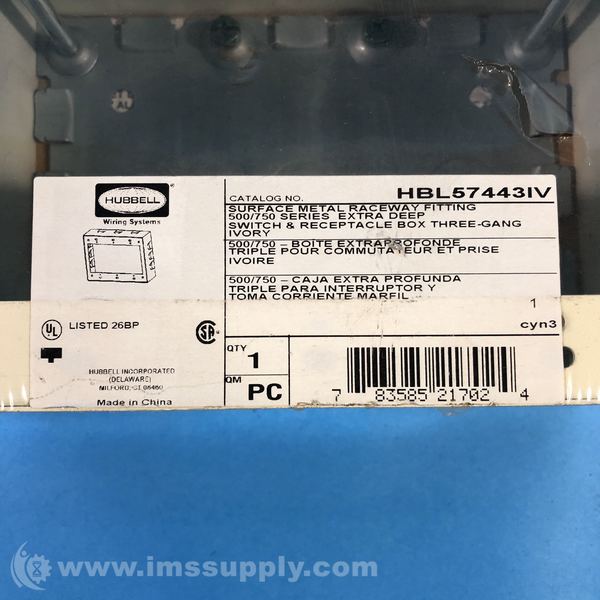 AL
HUBBELL
Wiring Systems
CATALOG NO. HBL57443IV
SURFACE METAL RACEWAY FITTING
500/750 SERIES EXTRA DEEP
SWITCH & RECEPTACLE BOX THREE-GANG
IVORY
500/750 – BOÎTE EXTRAPROFONDE
TRIPLE POUR COMMUTATEUR ET PRISE
IVOIRE
500/750 – CAJA EXTRA PROFUNDA
TRIPLE PARA INTERRUPTOR Y
TOMA CORRIENTE MARFIL
1
cyn3
UL LISTED 26BP
HUBBELL INCORPORATED
(DELAWARE)
MILFORD, CT 06460
Made in China
QTY 1
QM PC
7 83585 21702 4
www.imssupply.com